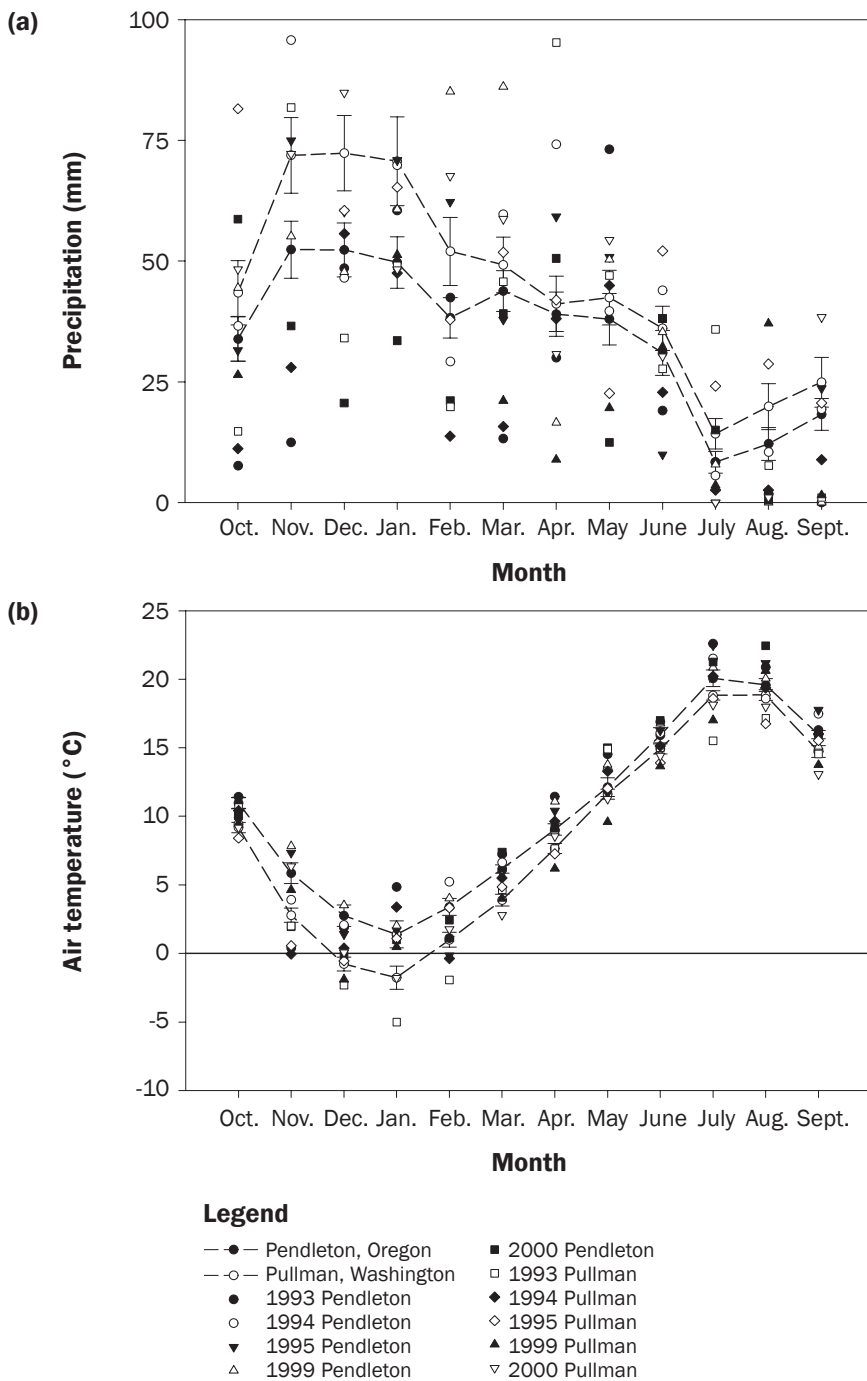 (a)
100
75
50
25
0
Precipitation (mm)
Oct. Nov. Dec. Jan. Feb. Mar. Apr. May June July Aug. Sept.
Month
(b)
25
20
15
10
5
0
-5
-10
Air temperature (°C)
Oct. Nov. Dec. Jan. Feb. Mar. Apr. May June July Aug. Sept.
Month
Legend
Pendleton, Oregon
Pullman, Washington
1993 Pendleton
1994 Pendleton
1995 Pendleton
1999 Pendleton
2000 Pendleton
1993 Pullman
1994 Pullman
1995 Pullman
1999 Pullman
2000 Pullman